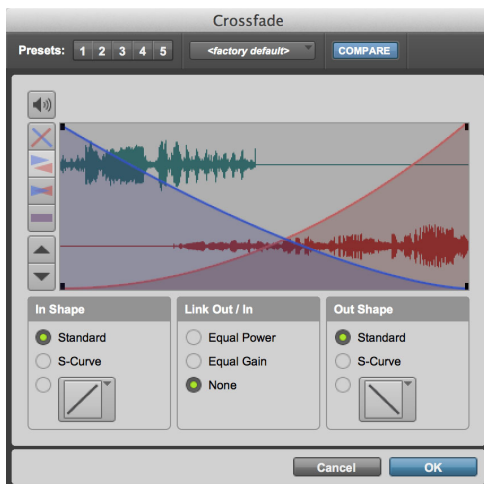 Crossfade
Presets: 1 2 3 4 5 <factory default> COMPARE
In Shape
Standard
S-Curve
Link Out / In
Equal Power
Equal Gain
None
Out Shape
Standard
S-Curve
Cancel OK